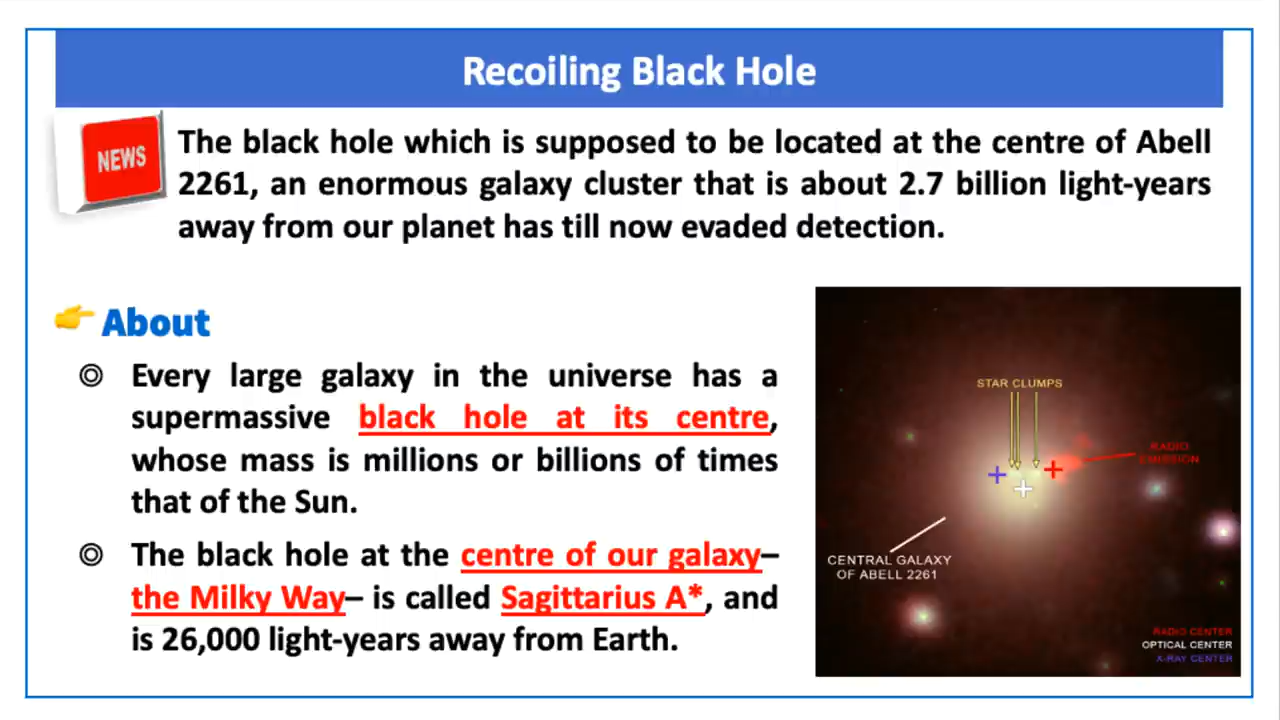 Recoiling Black Hole
NEWS
The black hole which is supposed to be located at the centre of Abell
2261, an enormous galaxy cluster that is about 2.7 billion light-years
away from our planet has till now evaded detection.
About
Every large galaxy in the universe has a
supermassive black hole at its centre,
whose mass is millions or billions of times
that of the Sun.
The black hole at the centre of our galaxy–
the Milky Way– is called Sagittarius A*, and
is 26,000 light-years away from Earth.
STAR CLUMPS
RADIO
EMISSION
CENTRAL GALAXY
OF ABELL 2261
RADIO CENTER
OPTICAL CENTER
X-RAY CENTER